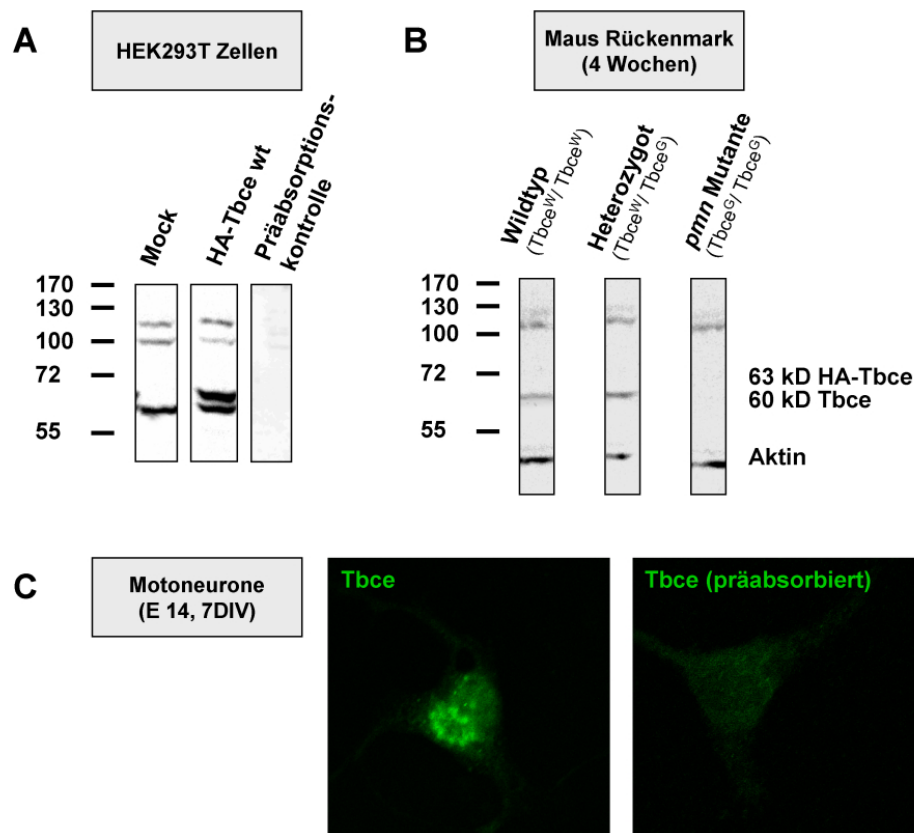 A
HEK293T Zellen
Mock
HA-Tbce wt
Präabsorptions-
kontrolle
170
130
100
72
55
B
Maus Rückenmark
(4 Wochen)
Wildtyp
(Tbceᵂ/ Tbceᵂ)
Heterozygot
(Tbceᵂ/ Tbceᴳ)
pmn Mutante
(Tbceᴳ/ Tbceᴳ)
170
130
100
72
55
63 kD HA-Tbce
60 kD Tbce
Aktin
C
Motoneurone
(E 14, 7DIV)
Tbce
Tbce (präabsorbiert)